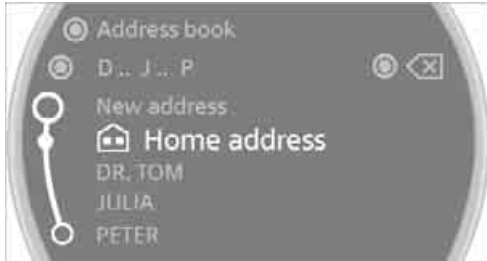 Address book
D .. J .. P
New address
Home address
DR. TOM
JULIA
PETER